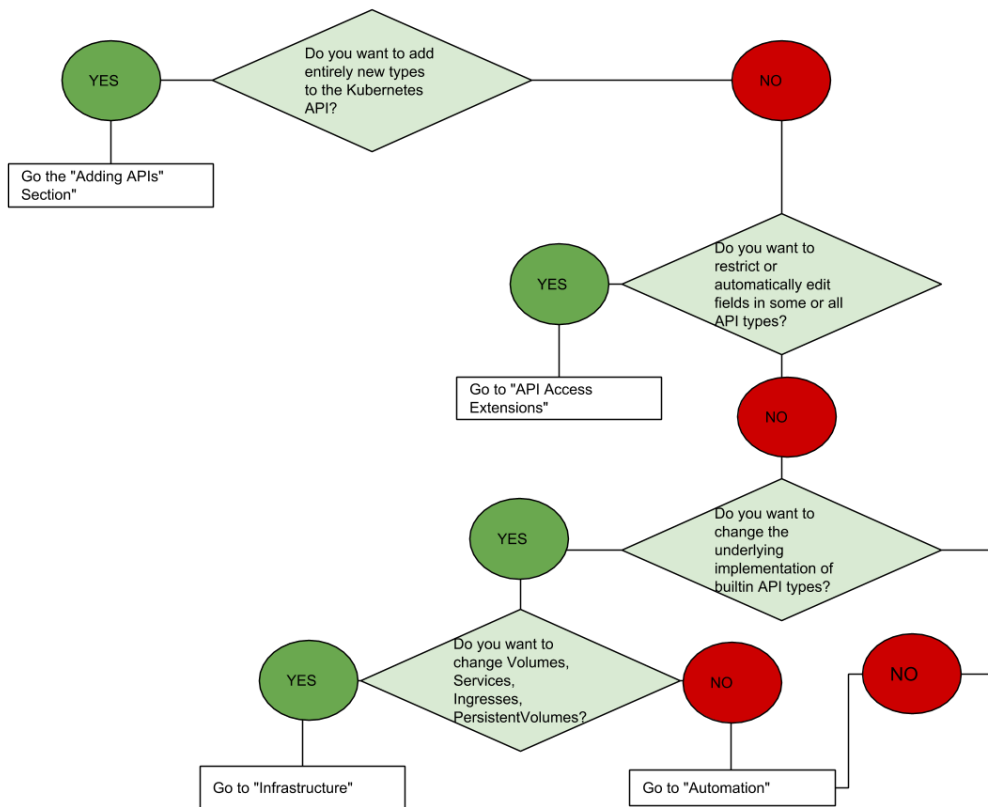 YES
Do you want to add
entirely new types
to the Kubernetes
API?
NO
Go the "Adding APIs"
Section"
Do you want to
restrict or
automatically edit
fields in some or all
API types?
YES
Go to "API Access
Extensions"
NO
Do you want to
change the
underlying
implementation of
builtin API types?
YES
Do you want to
change Volumes,
Services,
Ingresses,
PersistentVolumes?
YES
NO
NO
Go to "Infrastructure"
Go to "Automation"